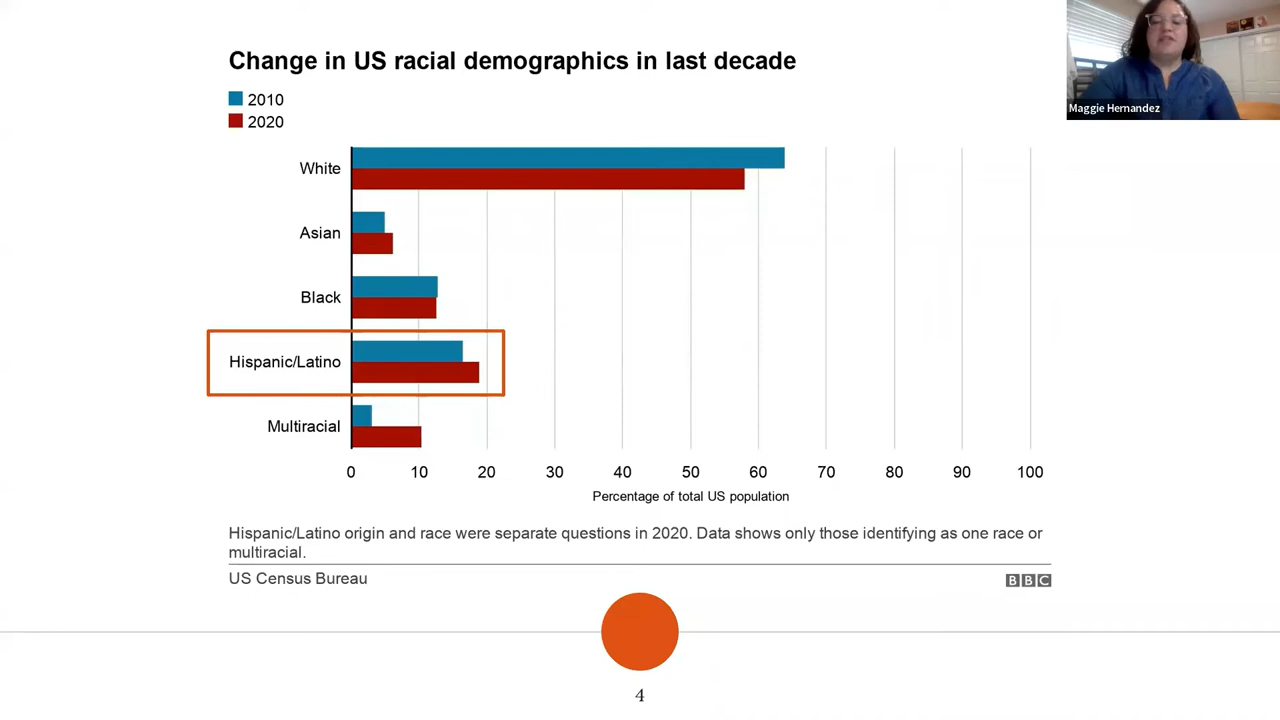 Change in US racial demographics in last decade
2010
2020
White
Asian
Black
Hispanic/Latino
Multiracial
0 10 20 30 40 50 60 70 80 90 100
Percentage of total US population
Hispanic/Latino origin and race were separate questions in 2020. Data shows only those identifying as one race or
multiracial.
US Census Bureau
BBC
4
Maggie Hernandez